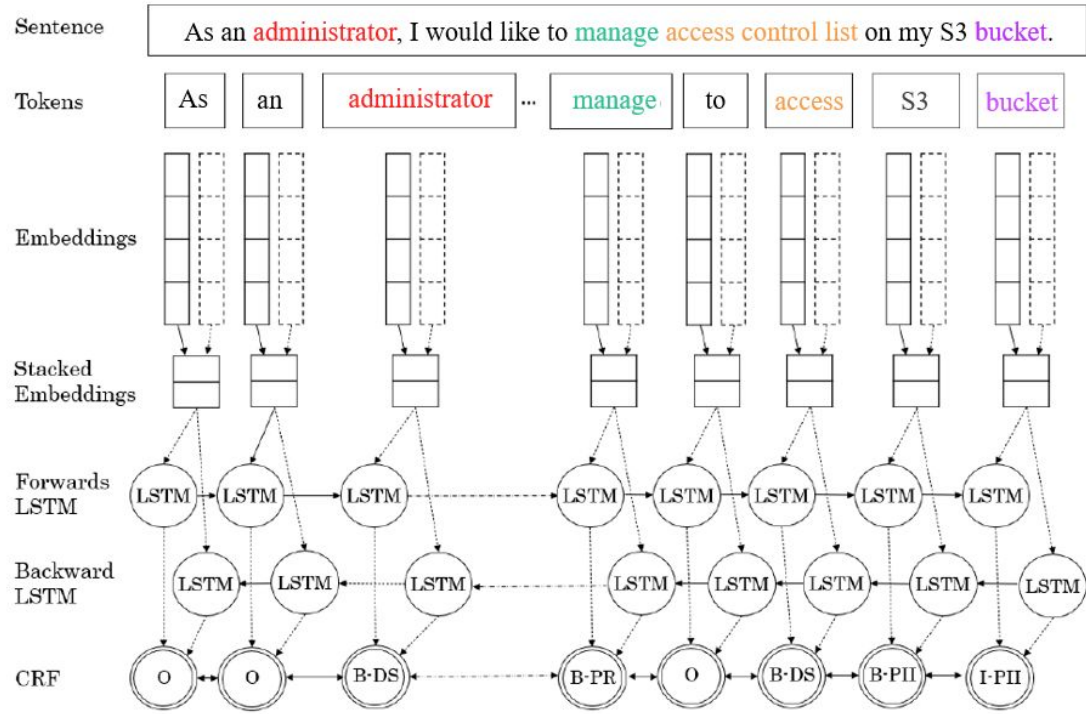 Sentence As an administrator, I would like to manage access control list on my S3 bucket.
Tokens As an administrator ... manage to access S3 bucket
Embeddings
Stacked
Embeddings
Forwards
LSTM
LSTM LSTM LSTM LSTM LSTM LSTM LSTM LSTM
Backward
LSTM
LSTM LSTM LSTM LSTM LSTM LSTM LSTM LSTM
CRF O O B-DS B-PR O B-DS B-PII I-PII